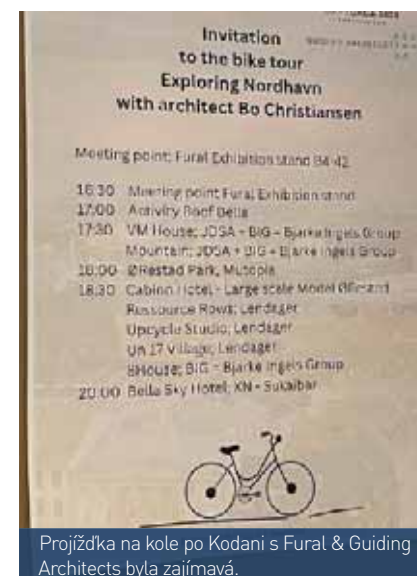 Invitation
to the bike tour
Exploring Nordhavn
with architect Bo Christiansen
Meeting point: Fural Exhibition stand B4-42
16:30 Meeting point Fural Exhibition stand
17:00 Activity Roof Bella
17:30 VM House; JDSA + BIG - Bjarke Ingels Group
Mountain; JDSA + BIG - Bjarke Ingels Group
18:00 ØRestad Park, Mutopia
18:30 Cabinn Hotel - Large scale Model
Ressource Rows; Lendager
Upcycle Studio; Lendager
Un 17 Village; Lendager
8House; BIG - Bjarke Ingels Group
20:00 Bella Sky Hotel; XN - Sukaibar
Projížďka na kole po Kodani s Fural & Guiding
Architects byla zajímavá.